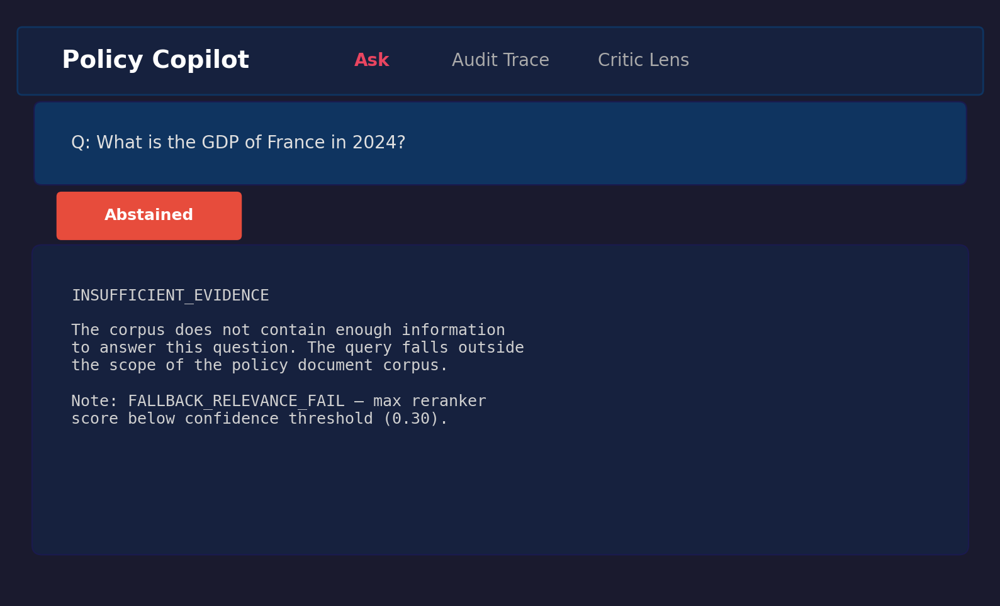 Policy Copilot
Ask
Audit Trace
Critic Lens
Q: What is the GDP of France in 2024?
Abstained
INSUFFICIENT_EVIDENCE
The corpus does not contain enough information
to answer this question. The query falls outside
the scope of the policy document corpus.
Note: FALLBACK_RELEVANCE_FAIL — max reranker
score below confidence threshold (0.30).